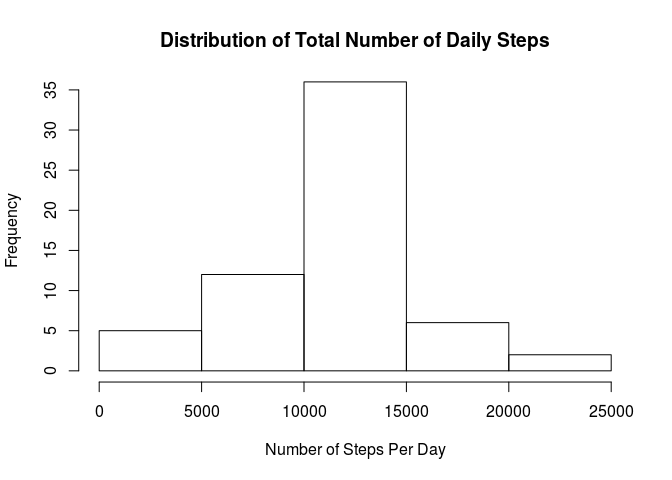 Distribution of Total Number of Daily Steps
Frequency
35
30
25
20
15
10
5
0
0 5000 10000 15000 20000 25000
Number of Steps Per Day